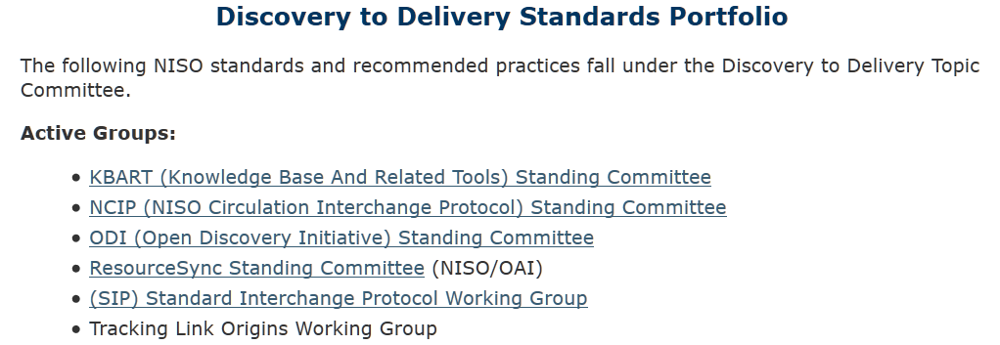 Discovery to Delivery Standards Portfolio
The following NISO standards and recommended practices fall under the Discovery to Delivery Topic
Committee.
Active Groups:
• KBART (Knowledge Base And Related Tools) Standing Committee
• NCIP (NISO Circulation Interchange Protocol) Standing Committee
• ODI (Open Discovery Initiative) Standing Committee
• ResourceSync Standing Committee (NISO/OAI)
• (SIP) Standard Interchange Protocol Working Group
• Tracking Link Origins Working Group